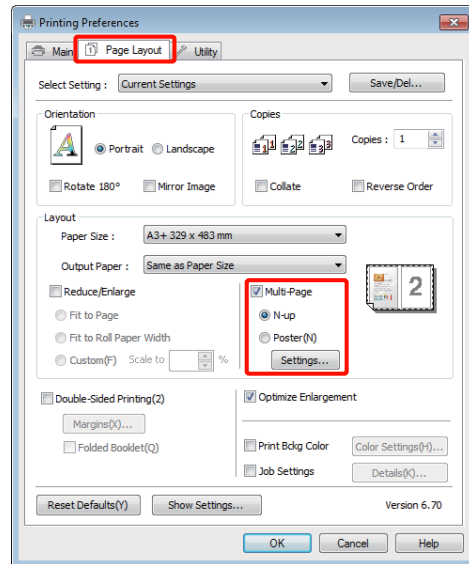 Printing Preferences
Main Page Layout Utility
Select Setting : Current Settings Save/Del...
Orientation Copies
Portrait Landscape Copies : 1
Rotate 180° Mirror Image Collate Reverse Order
Layout
Paper Size : A3+ 329 x 483 mm
Output Paper : Same as Paper Size
Reduce/Enlarge Multi-Page
Fit to Page N-up
Fit to Roll Paper Width Poster(N)
Custom(F) Scale to % Settings...
Double-Sided Printing(2) Optimize Enlargement
Margins(X)...
Folded Booklet(Q) Print Bckg Color Color Settings(H)...
Job Settings Details(K)...
Reset Defaults(Y) Show Settings... Version 6.70
OK Cancel Help